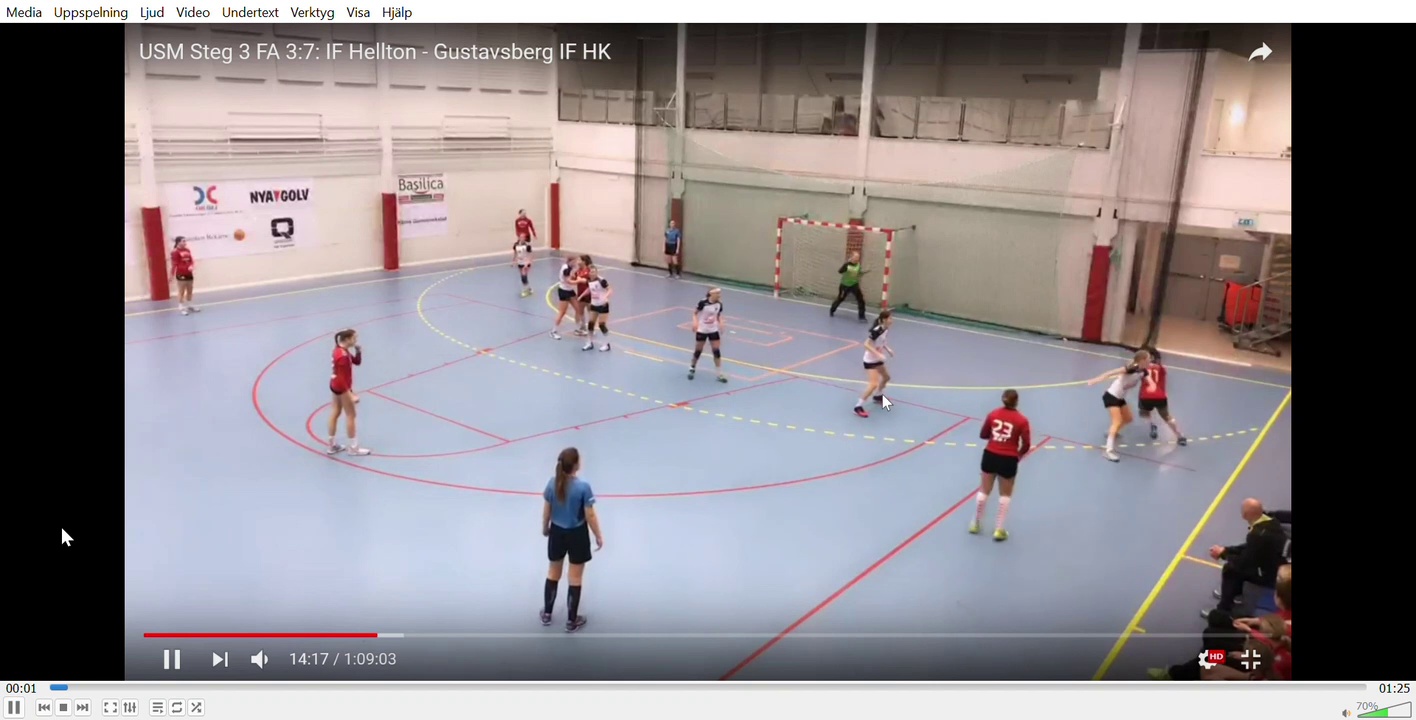 Media Uppspelning Ljud Video Undertext Verktyg Visa Hjälp
USM Steg 3 FA 3:7: IF Hellton - Gustavsberg IF HK
NYA GOLV
Basilica
23
14:17 / 1:09:03
HD
00:01
01:25
70%